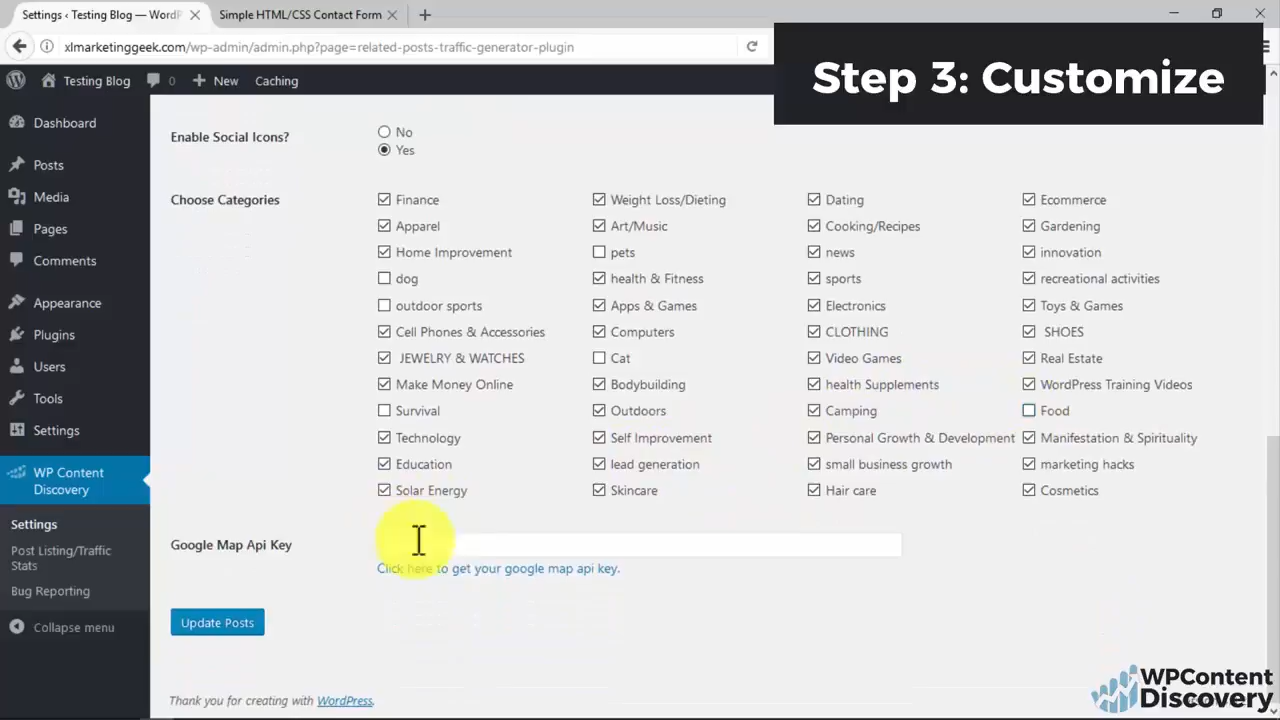 Settings ‹ Testing Blog — WordP
Simple HTML/CSS Contact Form
Step 3: Customize
xlmarketinggeek.com/wp-admin/admin.php?page=related-posts-traffic-generator-plugin
Testing Blog
0
New
Caching
Dashboard
Posts
Media
Pages
Comments
Appearance
Plugins
Users
Tools
Settings
WP Content
Discovery
Settings
Post Listing/Traffic
Stats
Bug Reporting
Collapse menu
Enable Social Icons?
No
Yes
Choose Categories
Finance Weight Loss/Dieting Dating Ecommerce
Apparel Art/Music Cooking/Recipes Gardening
Home Improvement pets news innovation
dog health & Fitness sports recreational activities
outdoor sports Apps & Games Electronics Toys & Games
Cell Phones & Accessories Computers CLOTHING SHOES
JEWELRY & WATCHES Cat Video Games Real Estate
Make Money Online Bodybuilding health Supplements WordPress Training Videos
Survival Outdoors Camping Food
Technology Self Improvement Personal Growth & Development Manifestation & Spirituality
Education lead generation small business growth marketing hacks
Solar Energy Skincare Hair care Cosmetics
Google Map Api Key
Click here to get your google map api key.
Update Posts
Thank you for creating with WordPress.
WPContent
Discovery